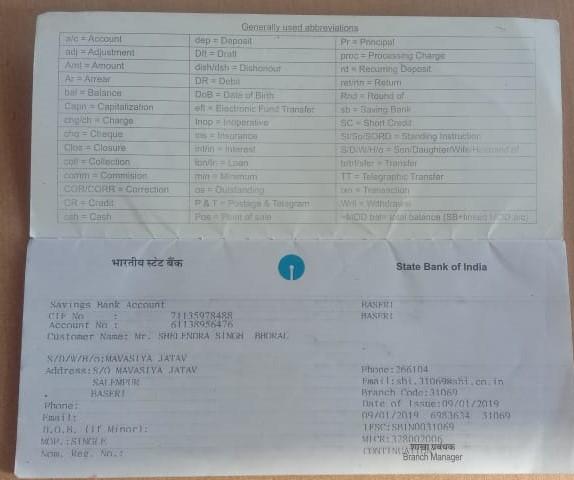 Generally used abbreviations
a/c = Account dep = Deposit Pr = Principal
adj = Adjustment Dft = Draft proc = Processing Charge
Amt = Amount dish/dsh = Dishonour rd = Recurring Deposit
Ar = Arrear DR = Debit ret/rtn = Return
bal = Balance DoB = Date of Birth Rnd = Round of
Capn = Capitalization eft = Electronic Fund Transfer sb = Saving Bank
chg/ch = Charge Inop = Inoperative SC = Short Credit
chq = Cheque ins = Insurance SI/So/SORD = Standing Instruction
Clos = Closure int/in = Interest S/D/W/H/o = Son/Daughter/Wife/Husband of
coll = Collection lon/ln = Loan trf/tfsfer = Transfer
comm = Commision min = Minimum TT = Telegraphic Transfer
COR/CORR = Correction os = Outstanding txn = Transaction
CR = Credit P & T = Postage & Telegram Wdl = Withdrawal
csh = Cash Pos = Point of sale +MOD bal= total balance (SB+linked MOD a/c)
भारतीय स्टेट बैंक State Bank of India
Savings Bank Account BASERI
CIF No : 71135978488 BASERI
Account No : 61138956476
Customer Name: Mr. SHELENDRA SINGH BHORAL
S/D/W/H/o:MAVASIYA JATAV
Address:S/O MAVASIYA JATAV Phone:266104
SALEMPUR Email:sbi.31069@sbi.co.in
BASERI Branch Code:31069
Phone: Date of Issue:09/01/2019
Email: 09/01/2019 6983634 31069
D.O.B. (If Minor): IFSC:SBIN0031069
MOP.:SINGLE MICR:328002006
Nom. Reg. No.: CONTINUATION
शाखा प्रबंधक
Branch Manager